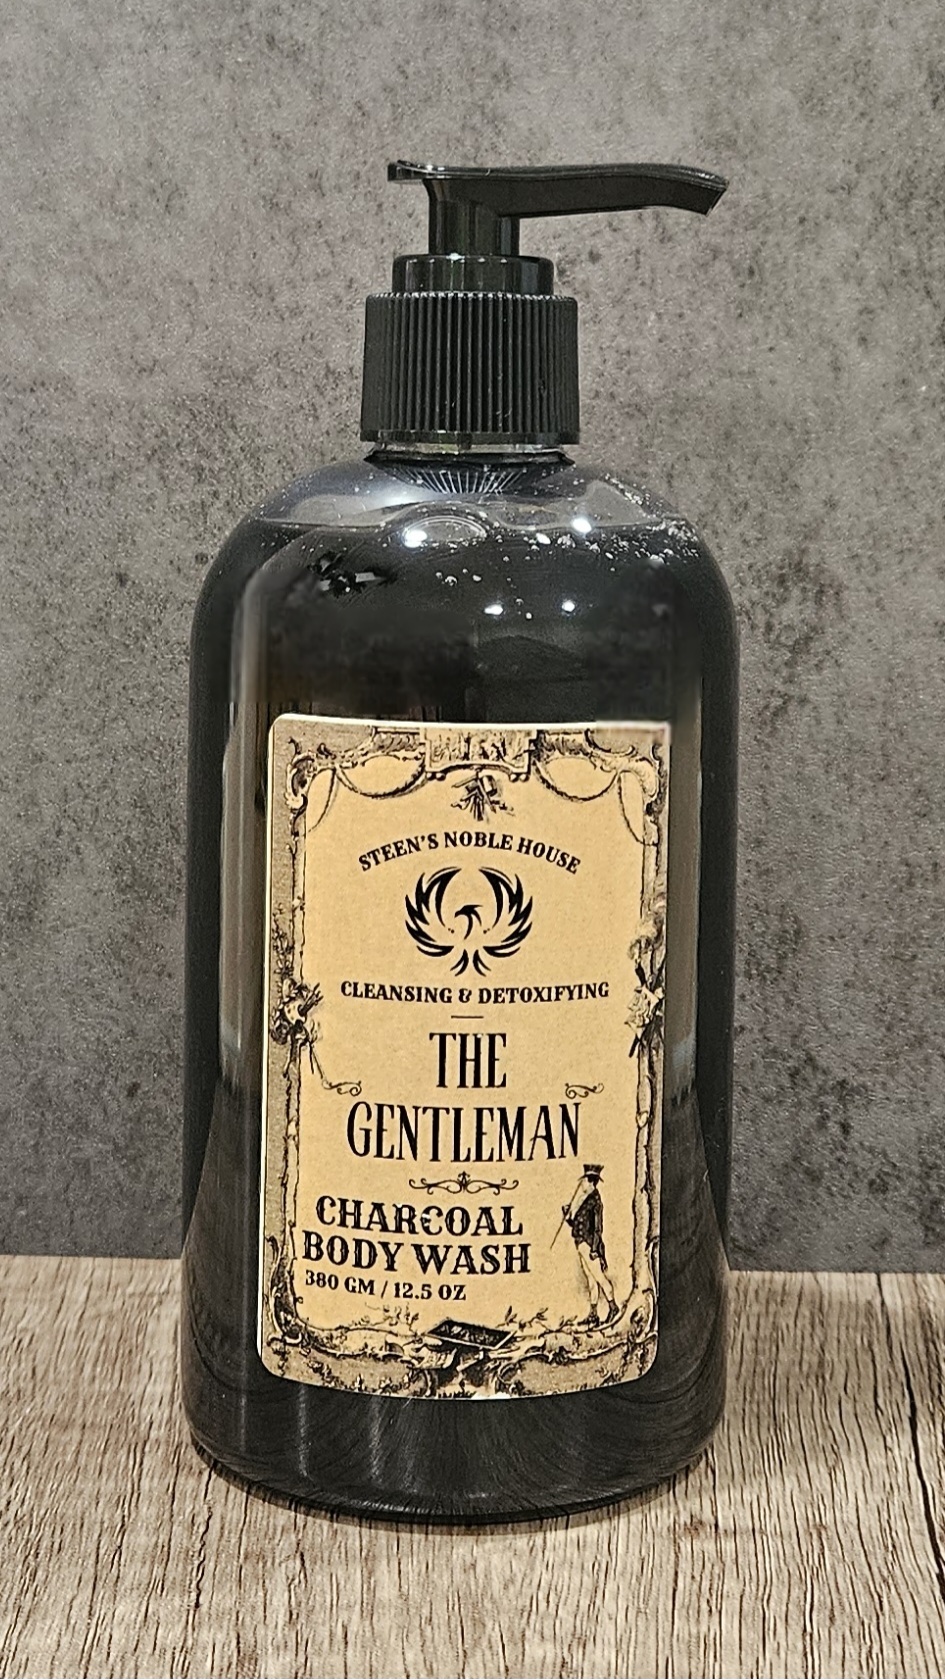 STEEN'S NOBLE HOUSE
CLEANSING & DETOXIFYING
THE
GENTLEMAN
CHARCOAL
BODY WASH
380 GM / 12.5 OZ